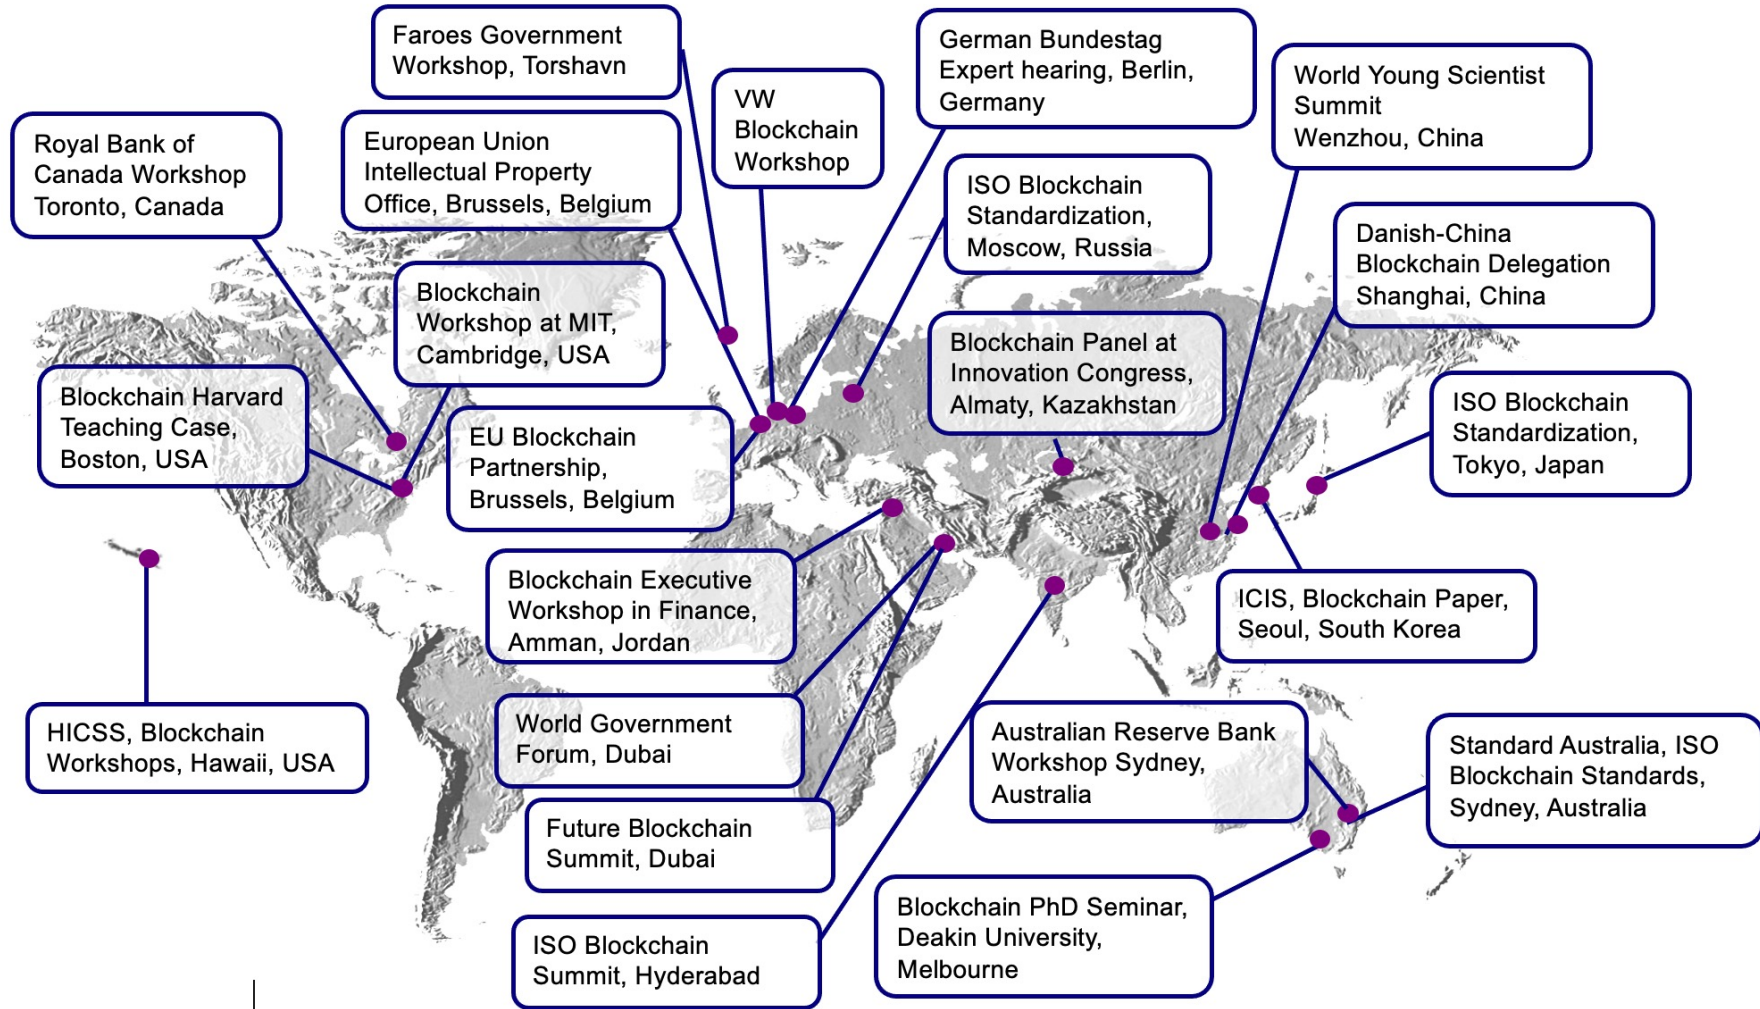 Faroes Government
Workshop, Torshavn
German Bundestag
Expert hearing, Berlin,
Germany
World Young Scientist
Summit
Wenzhou, China
VW
Blockchain
Workshop
Royal Bank of
Canada Workshop
Toronto, Canada
European Union
Intellectual Property
Office, Brussels, Belgium
ISO Blockchain
Standardization,
Moscow, Russia
Danish-China
Blockchain Delegation
Shanghai, China
Blockchain
Workshop at MIT,
Cambridge, USA
Blockchain Panel at
Innovation Congress,
Almaty, Kazakhstan
Blockchain Harvard
Teaching Case,
Boston, USA
EU Blockchain
Partnership,
Brussels, Belgium
ISO Blockchain
Standardization,
Tokyo, Japan
Blockchain Executive
Workshop in Finance,
Amman, Jordan
ICIS, Blockchain Paper,
Seoul, South Korea
HICSS, Blockchain
Workshops, Hawaii, USA
World Government
Forum, Dubai
Australian Reserve Bank
Workshop Sydney,
Australia
Standard Australia, ISO
Blockchain Standards,
Sydney, Australia
Future Blockchain
Summit, Dubai
Blockchain PhD Seminar,
Deakin University,
Melbourne
ISO Blockchain
Summit, Hyderabad